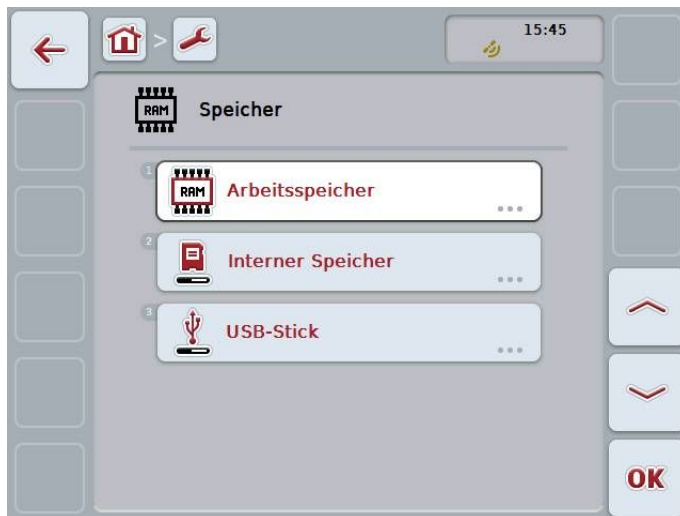 15:45
>
RAM Speicher
1
RAM Arbeitsspeicher
...
2
Interner Speicher
...
3
USB-Stick
...
OK